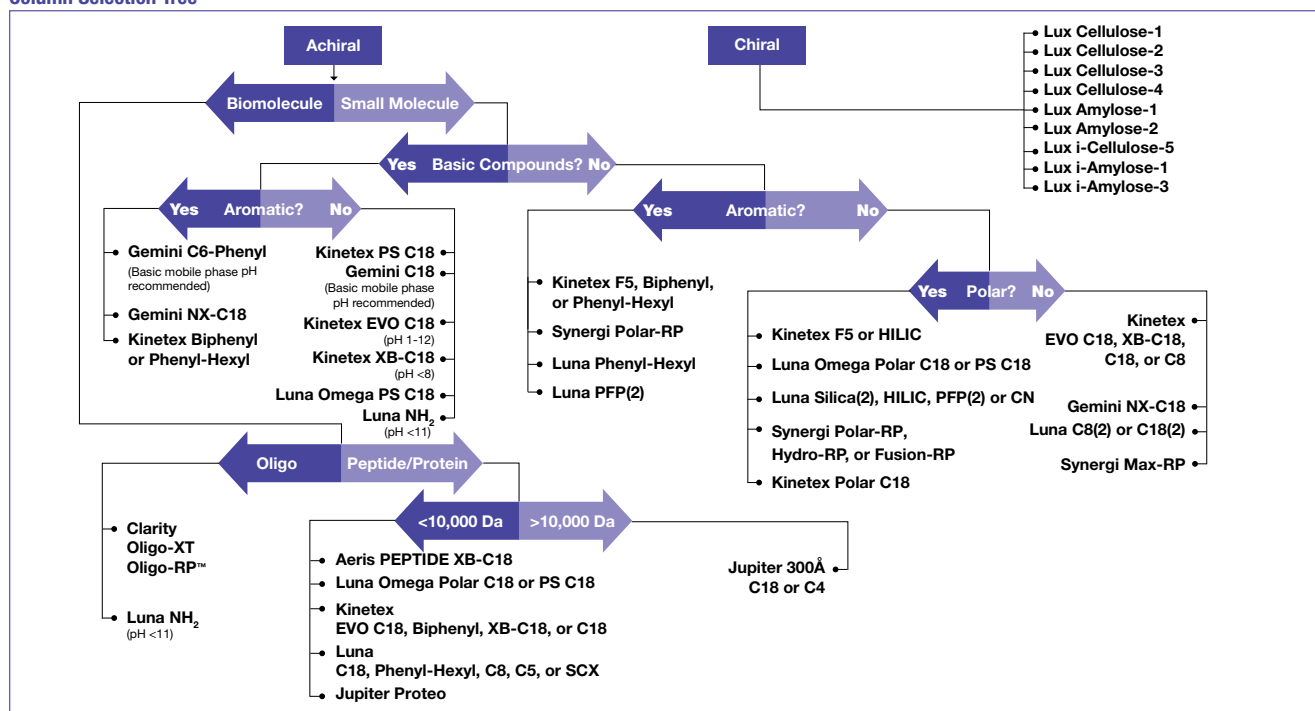 Column Selection Tree
Achiral
Chiral
Lux Cellulose-1
Lux Cellulose-2
Lux Cellulose-3
Lux Cellulose-4
Lux Amylose-1
Lux Amylose-2
Lux i-Cellulose-5
Lux i-Amylose-1
Lux i-Amylose-3
Biomolecule
Small Molecule
Yes Basic Compounds? No
Yes Aromatic? No
Gemini C6-Phenyl
(Basic mobile phase pH
recommended)
Gemini NX-C18
Kinetex Biphenyl
or Phenyl-Hexyl
Kinetex PS C18
Gemini C18
(Basic mobile phase
pH recommended)
Kinetex EVO C18
(pH 1-12)
Kinetex XB-C18
(pH <8)
Luna Omega PS C18
Luna NH₂
(pH <11)
Yes Aromatic? No
Kinetex F5, Biphenyl,
or Phenyl-Hexyl
Synergi Polar-RP
Luna Phenyl-Hexyl
Luna PFP(2)
Yes Polar? No
Kinetex F5 or HILIC
Luna Omega Polar C18 or PS C18
Luna Silica(2), HILIC, PFP(2) or CN
Synergi Polar-RP,
Hydro-RP, or Fusion-RP
Kinetex Polar C18
Kinetex
EVO C18, XB-C18,
C18, or C8
Gemini NX-C18
Luna C8(2) or C18(2)
Synergi Max-RP
Oligo
Peptide/Protein
Clarity
Oligo-XT
Oligo-RP™
Luna NH₂
(pH <11)
<10,000 Da
>10,000 Da
Aeris PEPTIDE XB-C18
Luna Omega Polar C18 or PS C18
Kinetex
EVO C18, Biphenyl, XB-C18, or C18
Luna
C18, Phenyl-Hexyl, C8, C5, or SCX
Jupiter Proteo
Jupiter 300Å
C18 or C4